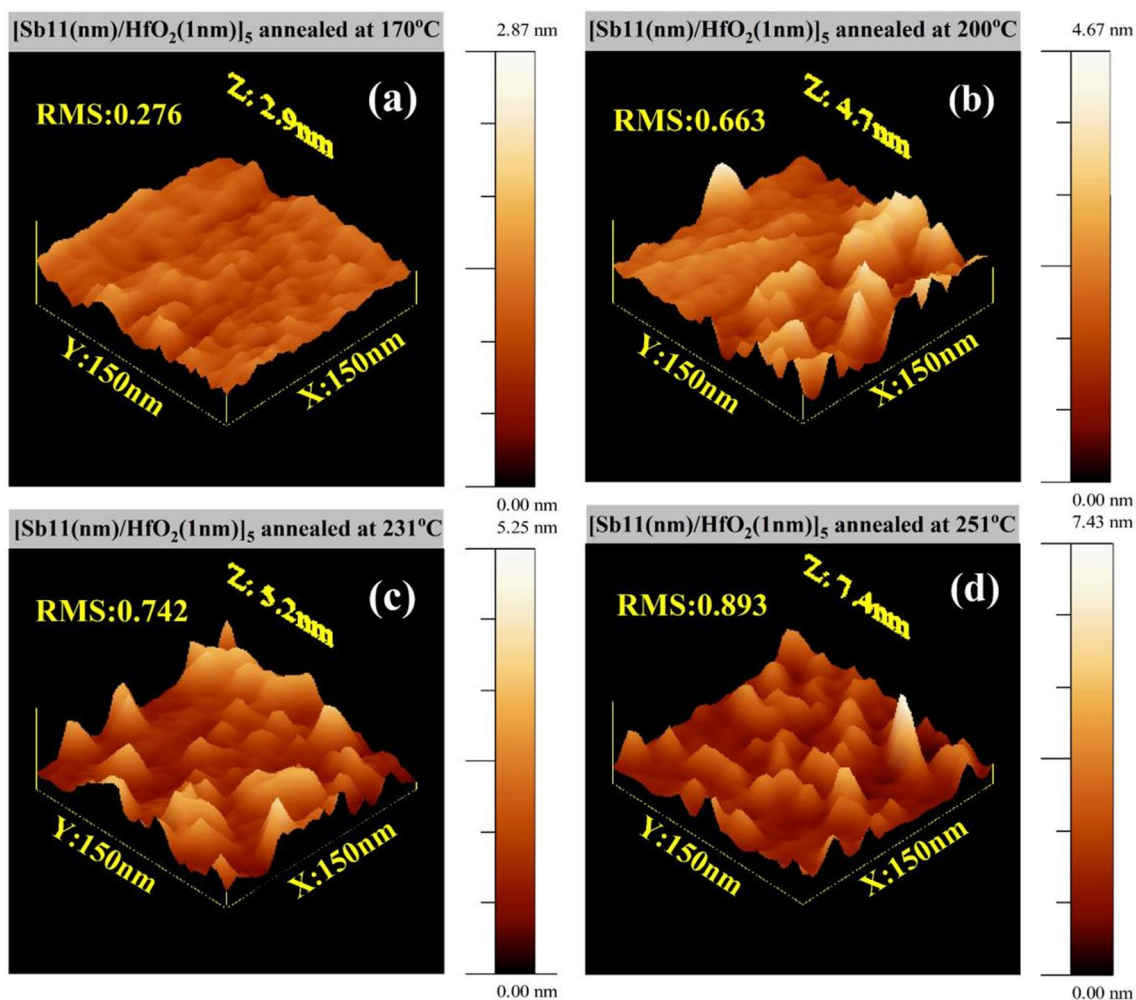 [Sb11(nm)/HfO₂(1nm)]₅ annealed at 170°C
2.87 nm
RMS:0.276
Z: 2.9nm
(a)
Y:150nm
X:150nm
0.00 nm
[Sb11(nm)/HfO₂(1nm)]₅ annealed at 200°C
4.67 nm
RMS:0.663
Z: 4.7nm
(b)
Y:150nm
X:150nm
0.00 nm
[Sb11(nm)/HfO₂(1nm)]₅ annealed at 231°C
5.25 nm
RMS:0.742
Z: 5.2nm
(c)
Y:150nm
X:150nm
0.00 nm
[Sb11(nm)/HfO₂(1nm)]₅ annealed at 251°C
7.43 nm
RMS:0.893
Z: 7.4nm
(d)
Y:150nm
X:150nm
0.00 nm